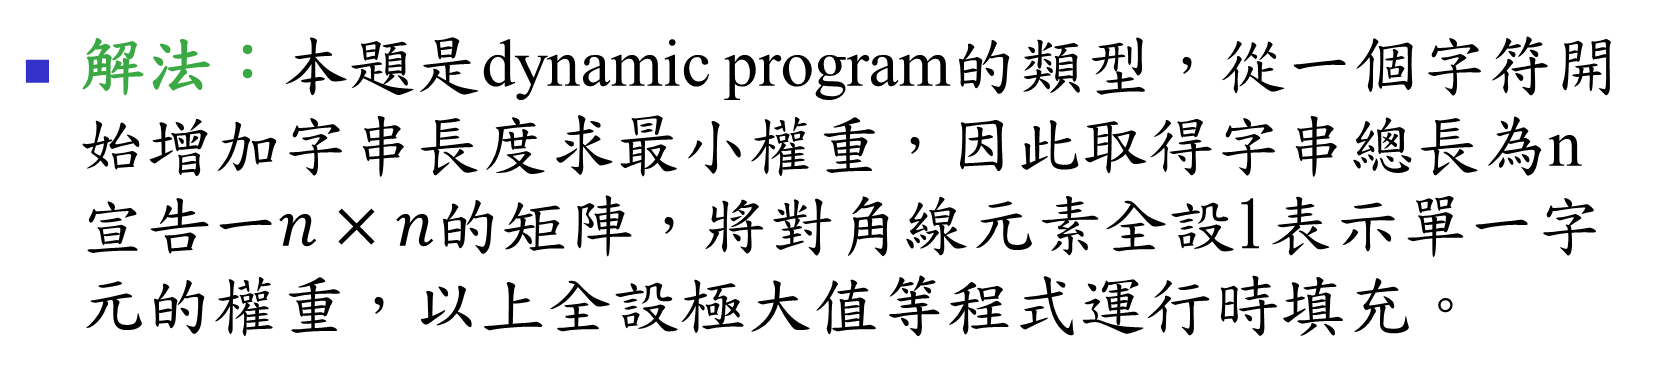 解法：本題是dynamic program的類型，從一個字符開
始增加字串長度求最小權重，因此取得字串總長為n
宣告一n × n的矩陣，將對角線元素全設1表示單一字
元的權重，以上全設極大值等程式運行時填充。